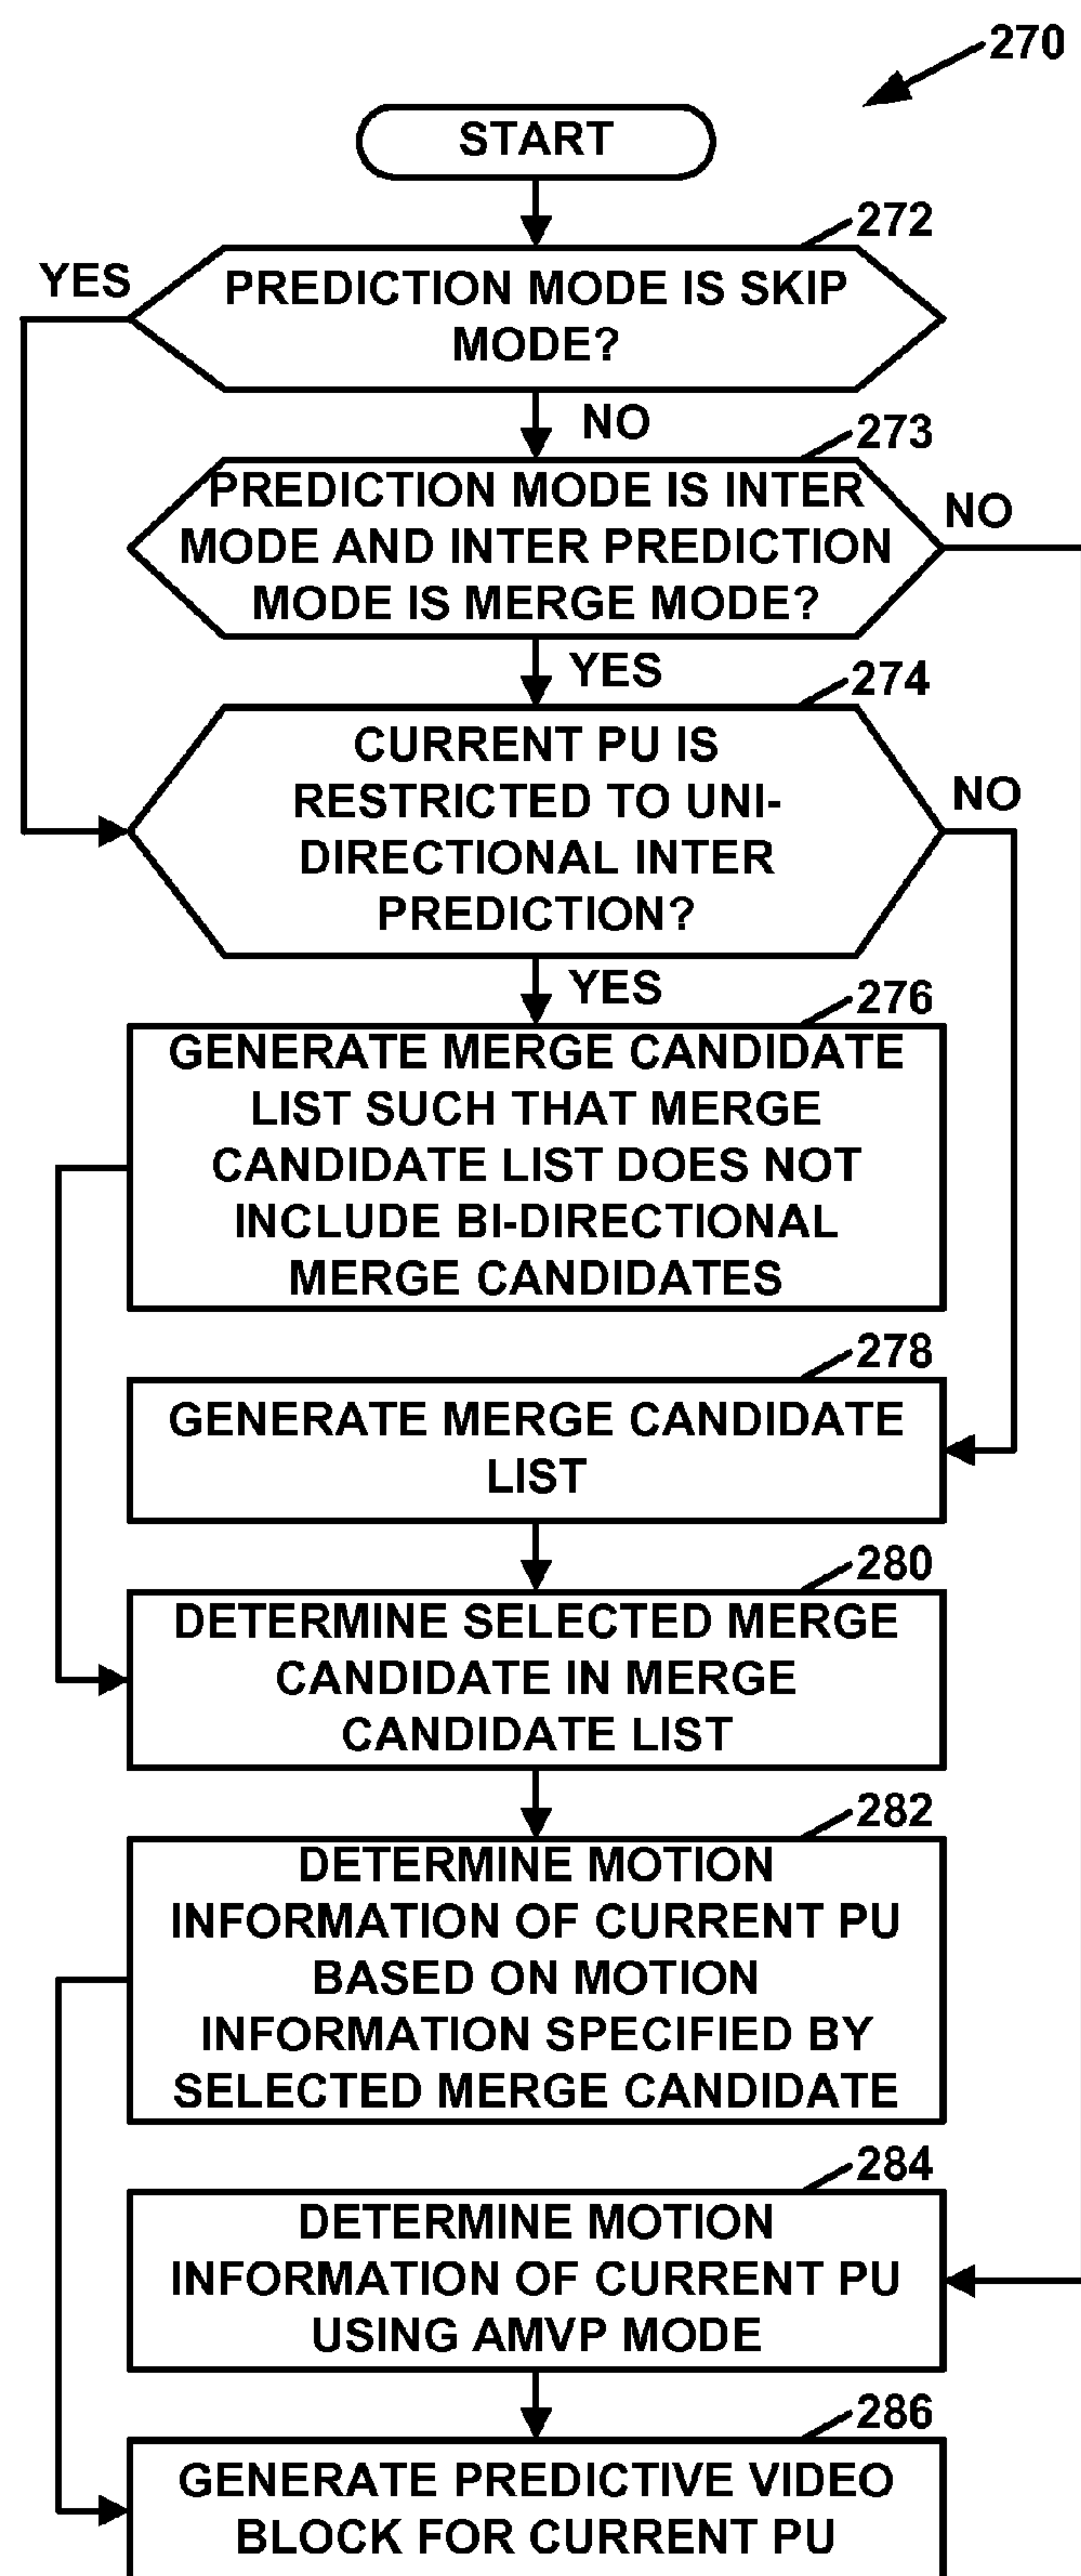 270
START
272
YES
PREDICTION MODE IS SKIP
MODE?
NO
273
PREDICTION MODE IS INTER
MODE AND INTER PREDICTION
MODE IS MERGE MODE?
NO
YES
274
CURRENT PU IS
RESTRICTED TO UNI-
DIRECTIONAL INTER
PREDICTION?
NO
YES
276
GENERATE MERGE CANDIDATE
LIST SUCH THAT MERGE
CANDIDATE LIST DOES NOT
INCLUDE BI-DIRECTIONAL
MERGE CANDIDATES
278
GENERATE MERGE CANDIDATE
LIST
280
DETERMINE SELECTED MERGE
CANDIDATE IN MERGE
CANDIDATE LIST
282
DETERMINE MOTION
INFORMATION OF CURRENT PU
BASED ON MOTION
INFORMATION SPECIFIED BY
SELECTED MERGE CANDIDATE
284
DETERMINE MOTION
INFORMATION OF CURRENT PU
USING AMVP MODE
286
GENERATE PREDICTIVE VIDEO
BLOCK FOR CURRENT PU